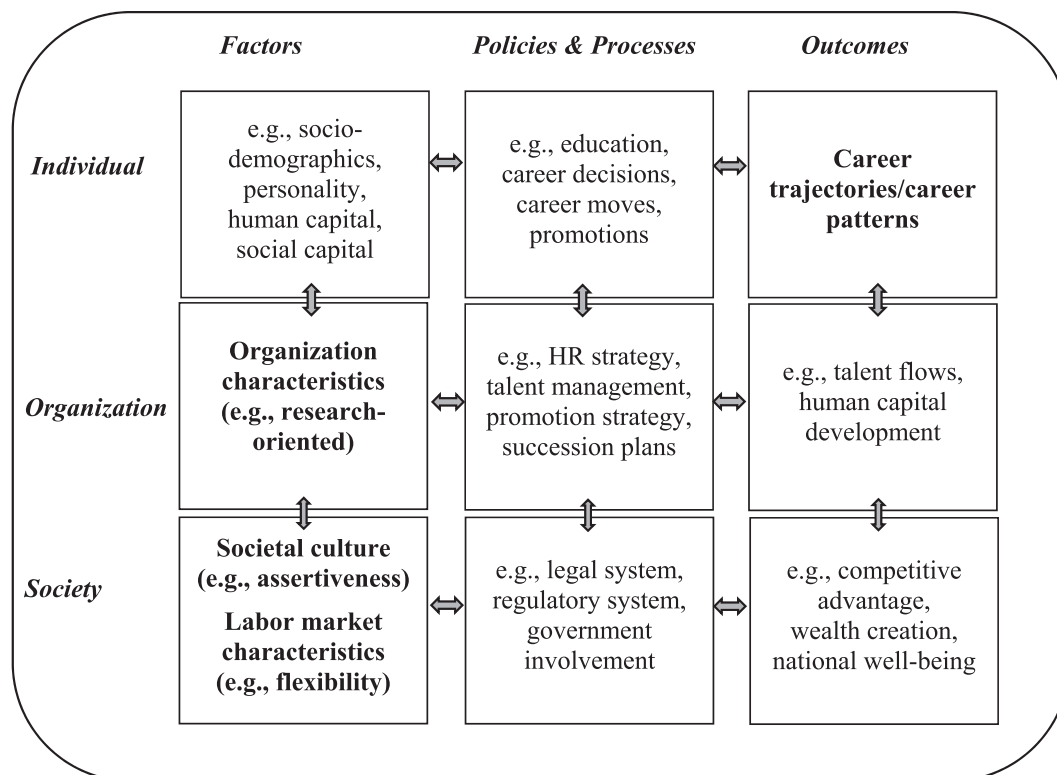 Factors
Policies & Processes
Outcomes
Individual
e.g., socio-
demographics,
personality,
human capital,
social capital
e.g., education,
career decisions,
career moves,
promotions
Career
trajectories/career
patterns
Organization
Organization
characteristics
(e.g., research-
oriented)
e.g., HR strategy,
talent management,
promotion strategy,
succession plans
e.g., talent flows,
human capital
development
Society
Societal culture
(e.g., assertiveness)
Labor market
characteristics
(e.g., flexibility)
e.g., legal system,
regulatory system,
government
involvement
e.g., competitive
advantage,
wealth creation,
national well-being